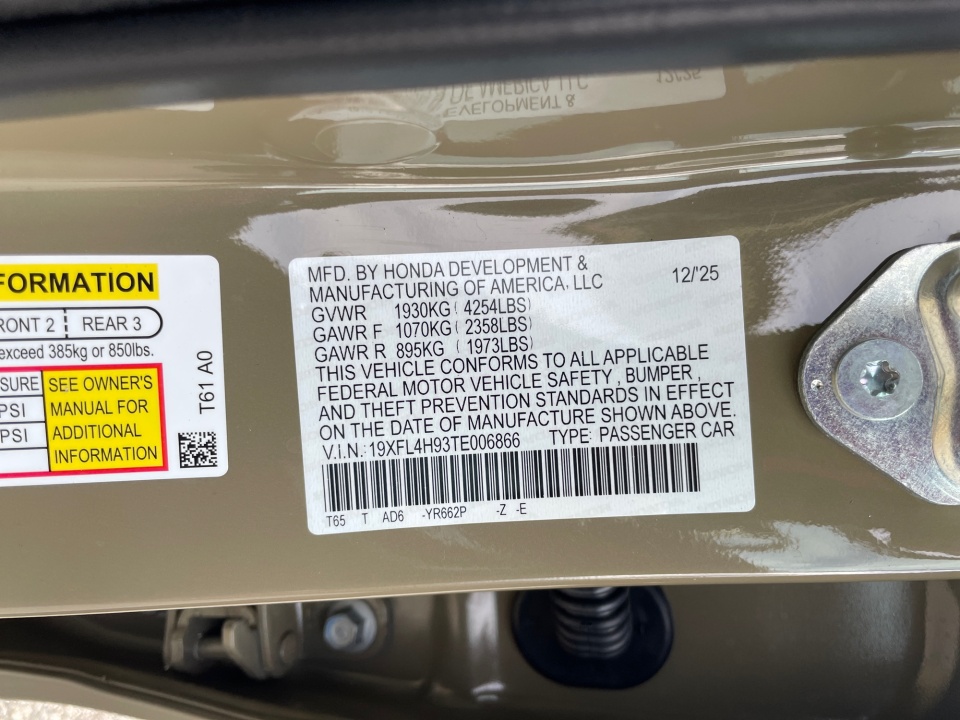 FORMATION
RONT 2 REAR 3
exceed 385kg or 850lbs.
SURE
PSI
PSI
SEE OWNER'S
MANUAL FOR
ADDITIONAL
INFORMATION
T61 A0
MFD. BY HONDA DEVELOPMENT & 12/'25
MANUFACTURING OF AMERICA, LLC
GVWR 1930KG ( 4254LBS)
GAWR F 1070KG ( 2358LBS)
GAWR R 895KG ( 1973LBS)
THIS VEHICLE CONFORMS TO ALL APPLICABLE
FEDERAL MOTOR VEHICLE SAFETY , BUMPER ,
AND THEFT PREVENTION STANDARDS IN EFFECT
ON THE DATE OF MANUFACTURE SHOWN ABOVE.
V.I.N.: 19XFL4H93TE006866 TYPE: PASSENGER CAR
T65 T AD6 -YR662P -Z -E